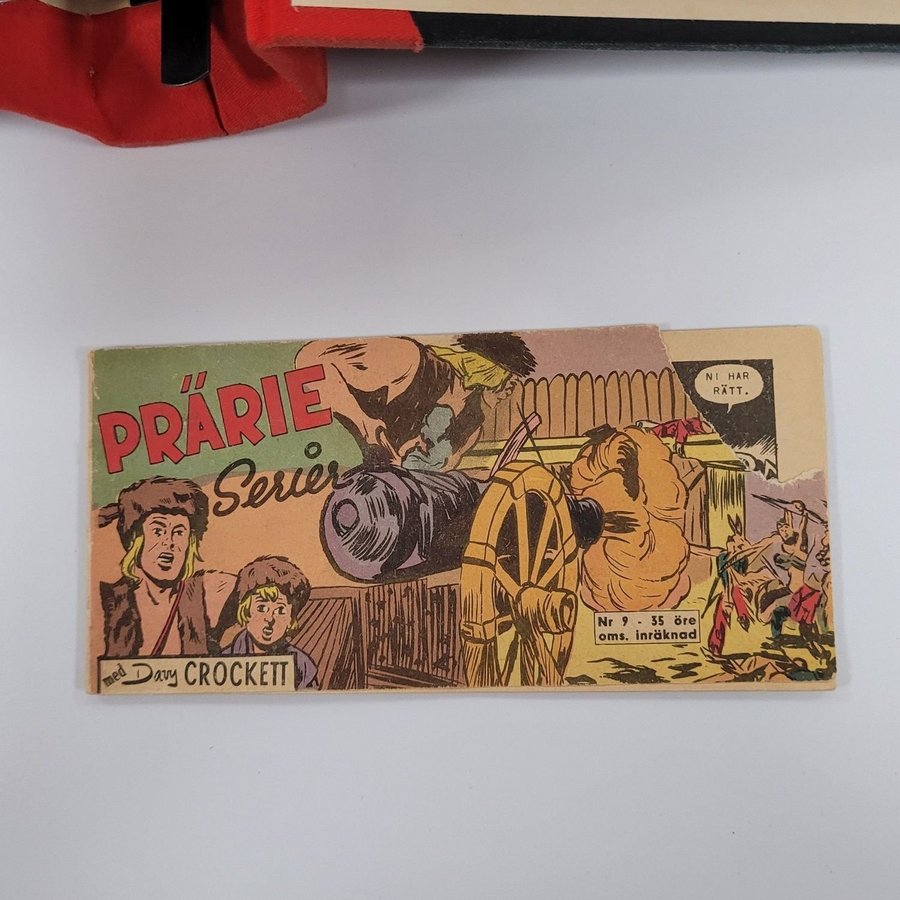 PRÄRIE
Serier
NI HAR
RÄTT.
Nr 9 - 35 öre
oms. inräknad
med Davy CROCKETT